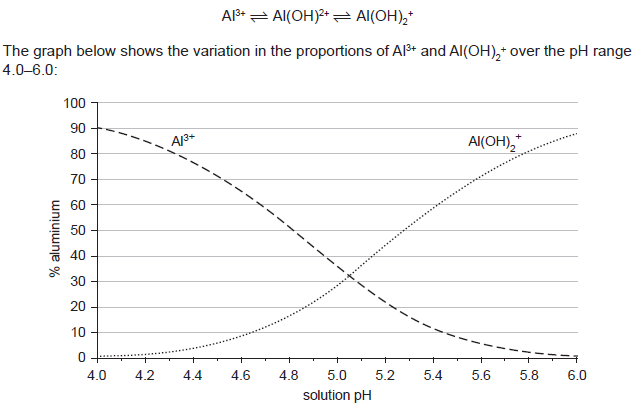 Al³⁺ ⇌ Al(OH)²⁺ ⇌ Al(OH)₂⁺
The graph below shows the variation in the proportions of Al³⁺ and Al(OH)₂⁺ over the pH range
4.0–6.0:
100
90
80
70
60
50
40
30
20
10
0
% aluminium
Al³⁺
Al(OH)₂⁺
4.0 4.2 4.4 4.6 4.8 5.0 5.2 5.4 5.6 5.8 6.0
solution pH